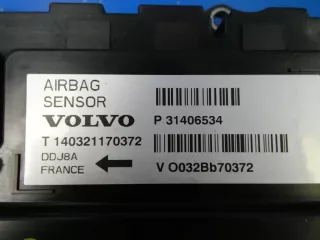 AIRBAG
SENSOR
VOLVO P 31406534
T 140321170372
DDJ8A
FRANCE V O032Bb70372